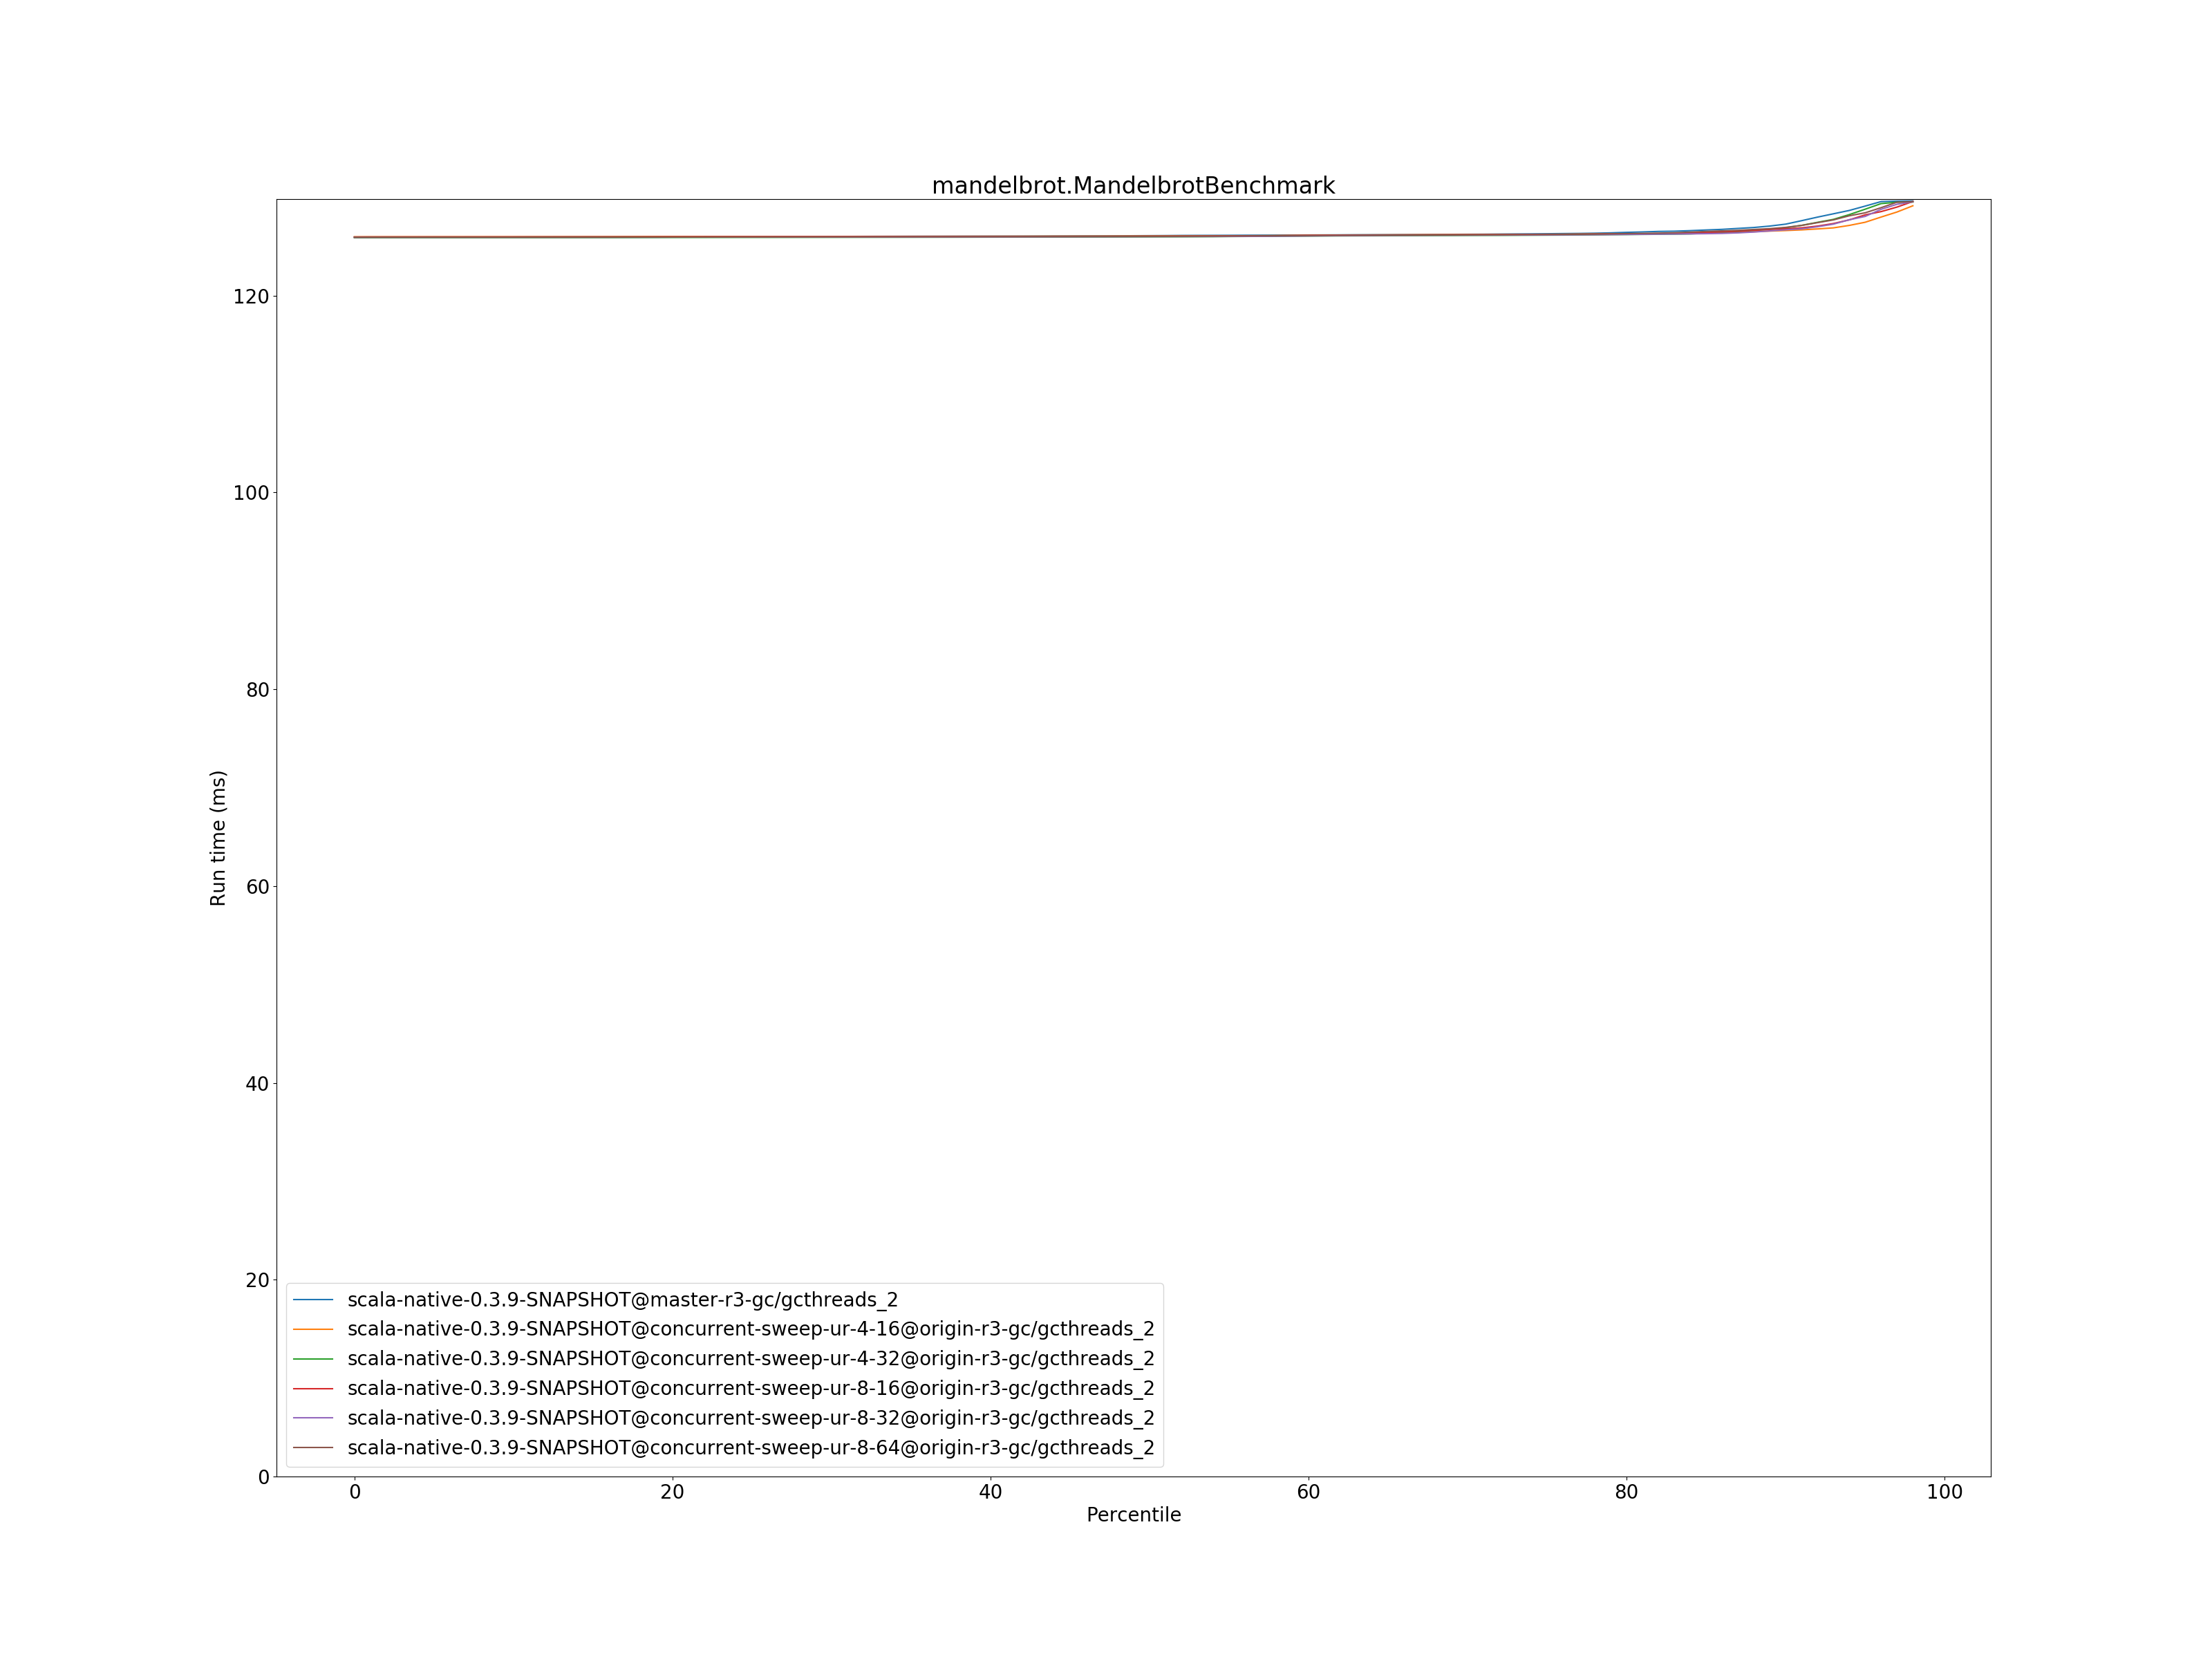 mandelbrot.MandelbrotBenchmark
120
100
80
60
40
20
0
Run time (ms)
scala-native-0.3.9-SNAPSHOT@master-r3-gc/gcthreads_2
scala-native-0.3.9-SNAPSHOT@concurrent-sweep-ur-4-16@origin-r3-gc/gcthreads_2
scala-native-0.3.9-SNAPSHOT@concurrent-sweep-ur-4-32@origin-r3-gc/gcthreads_2
scala-native-0.3.9-SNAPSHOT@concurrent-sweep-ur-8-16@origin-r3-gc/gcthreads_2
scala-native-0.3.9-SNAPSHOT@concurrent-sweep-ur-8-32@origin-r3-gc/gcthreads_2
scala-native-0.3.9-SNAPSHOT@concurrent-sweep-ur-8-64@origin-r3-gc/gcthreads_2
0 20 40 60 80 100
Percentile